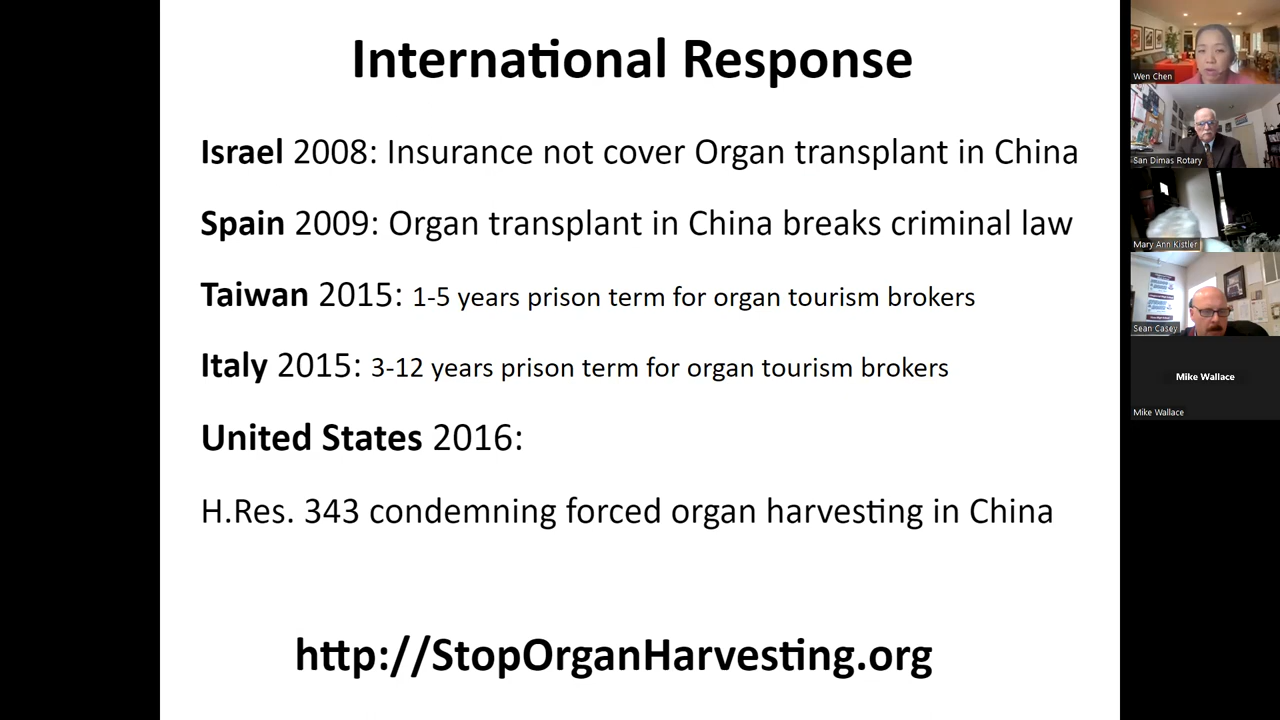 International Response
Israel 2008: Insurance not cover Organ transplant in China
Spain 2009: Organ transplant in China breaks criminal law
Taiwan 2015: 1-5 years prison term for organ tourism brokers
Italy 2015: 3-12 years prison term for organ tourism brokers
United States 2016:
H.Res. 343 condemning forced organ harvesting in China
http://StopOrganHarvesting.org
Wen Chen
San Dimas Rotary
Mary Ann Kistler
Sean Casey
Mike Wallace
Mike Wallace